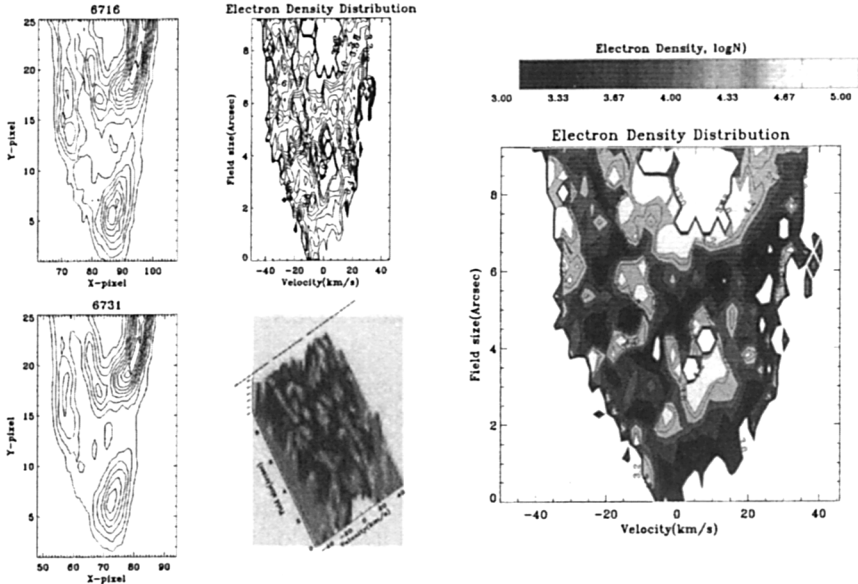 6716
25
20
15
10
5
Y-pixel
60 70 80 90 100
X-pixel
Electron Density Distribution
8
6
4
2
0
Field size(Arcsec)
-40 -20 0 20 40
Velocity(km/s)
6731
25
20
15
10
5
Y-pixel
50 60 70 80 90
X-pixel
Velocity(km/s)
Electron Density, logN)
3.00 3.33 3.67 4.00 4.33 4.67 5.00
Electron Density Distribution
8
6
4
2
0
Field size(Arcsec)
-40 -20 0 20 40
Velocity(km/s)